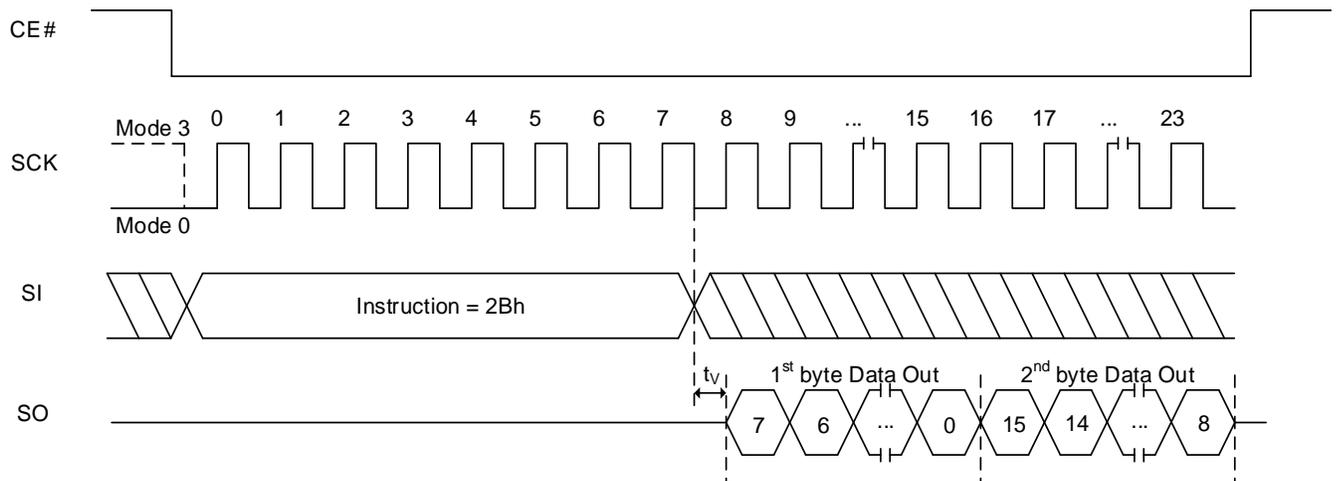 CE#
0 1 2 3 4 5 6 7 8 9 ... 15 16 17 ... 23
Mode 3
SCK
Mode 0
SI
Instruction = 2Bh
tV 1st byte Data Out 2nd byte Data Out
SO
7 6 ... 0 15 14 ... 8